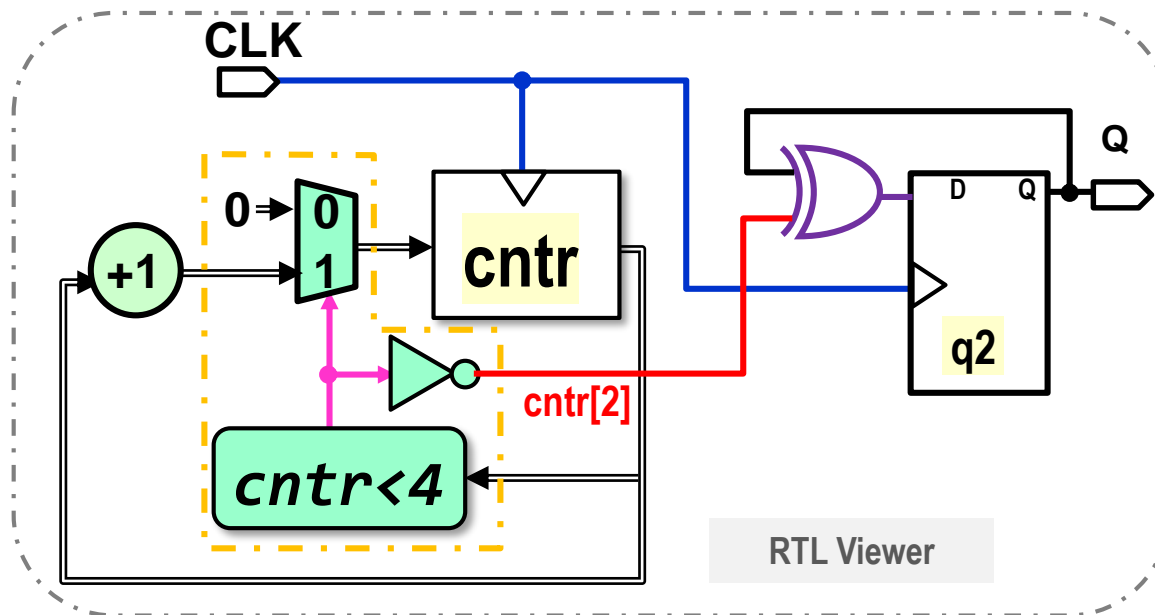 CLK
Q
0
0
D
Q
+1
1
cntr
q2
cntr[2]
cntr<4
RTL Viewer